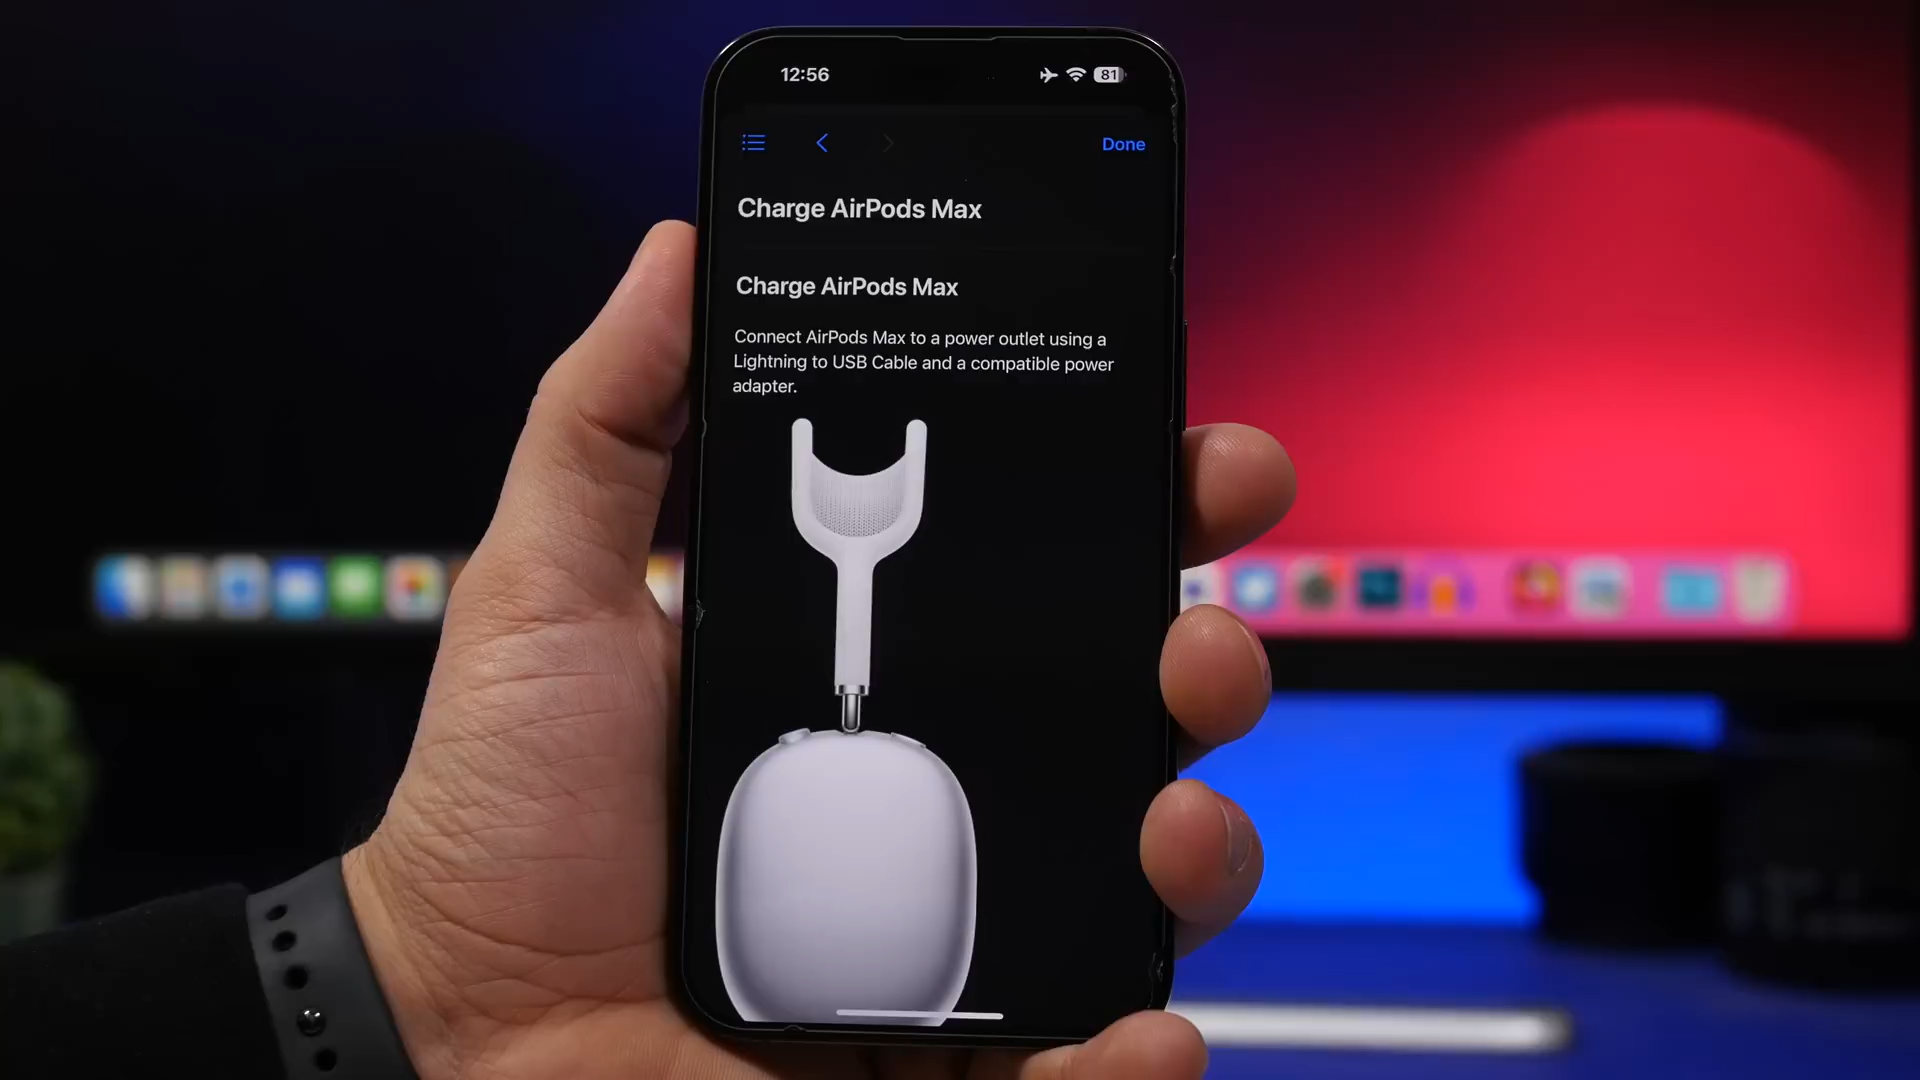 12:56
81
Done
Charge AirPods Max
Charge AirPods Max
Connect AirPods Max to a power outlet using a
Lightning to USB Cable and a compatible power
adapter.